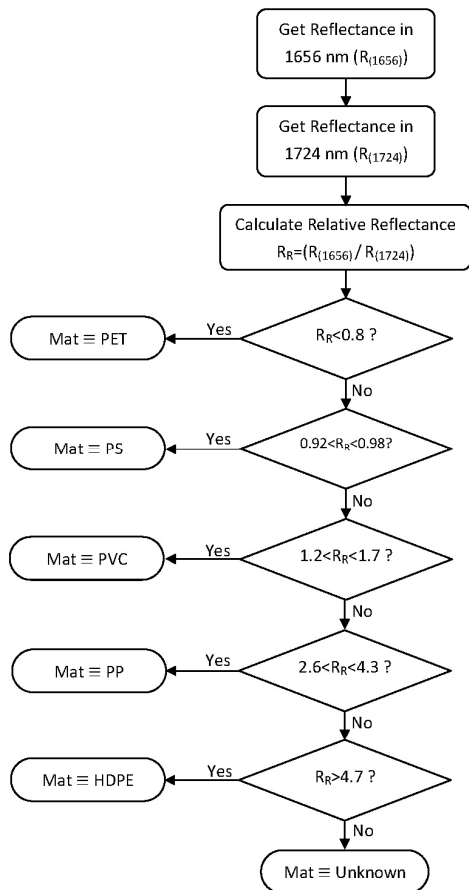 Get Reflectance in
1656 nm (R(1656))
Get Reflectance in
1724 nm (R(1724))
Calculate Relative Reflectance
RR=(R(1656)/ R(1724))
RR<0.8 ?
Yes
Mat ≡ PET
No
0.92<RR<0.98?
Yes
Mat ≡ PS
No
1.2<RR<1.7 ?
Yes
Mat ≡ PVC
No
2.6<RR<4.3 ?
Yes
Mat ≡ PP
No
RR>4.7 ?
Yes
Mat ≡ HDPE
No
Mat ≡ Unknown